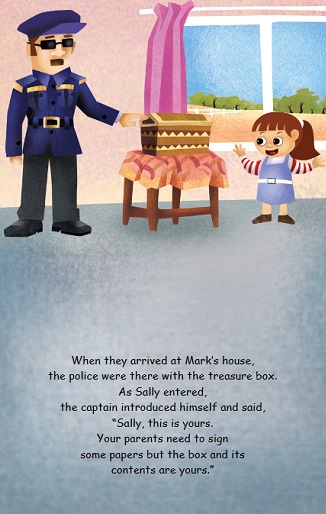 When they arrived at Mark's house,
the police were there with the treasure box.
As Sally entered,
the captain introduced himself and said,
“Sally, this is yours.
Your parents need to sign
some papers but the box and its
contents are yours.”